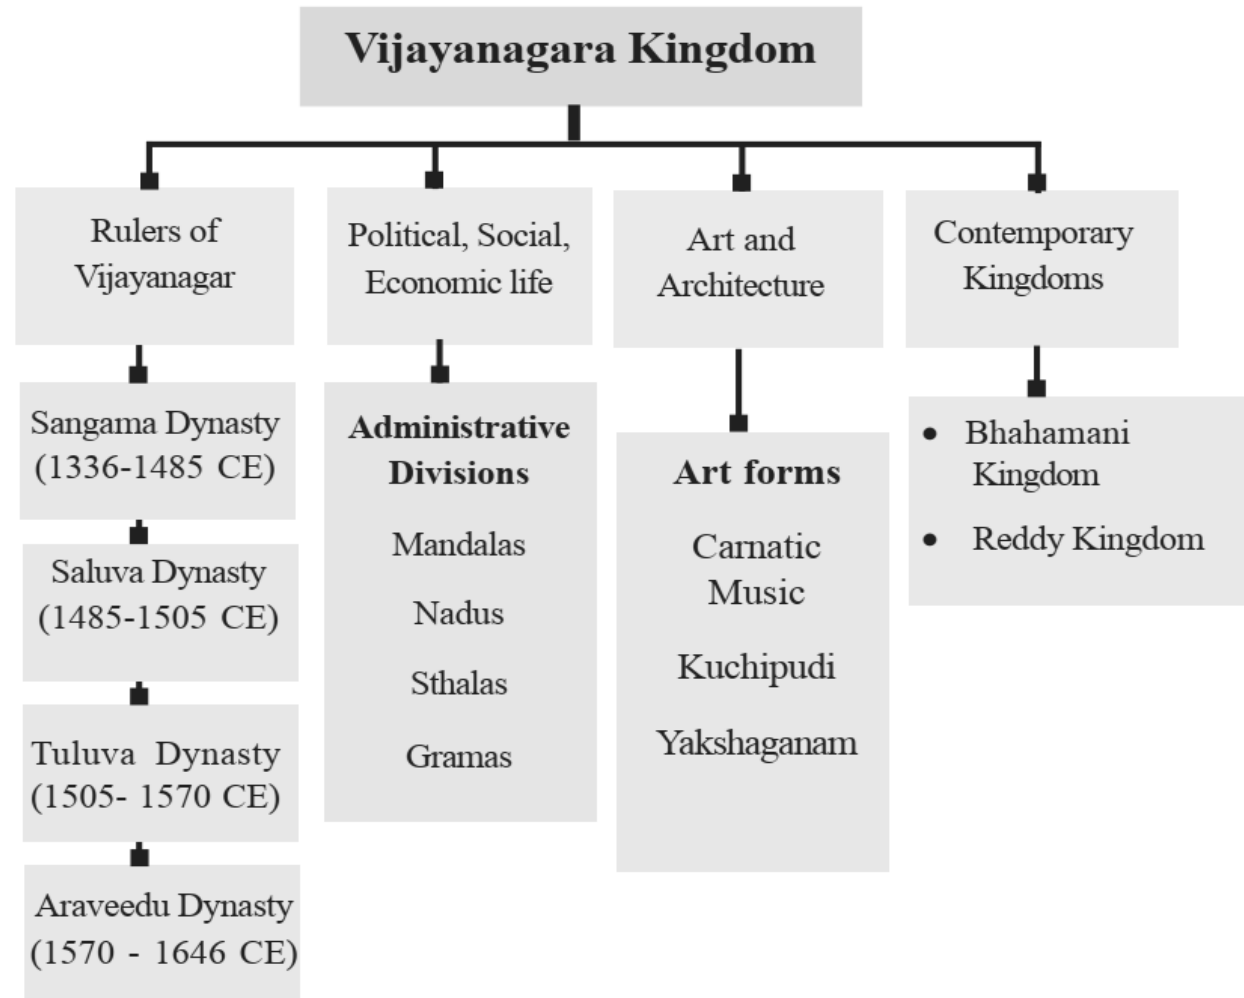 Vijayanagara Kingdom
Rulers of
Vijayanagar
Sangama Dynasty
(1336-1485 CE)
Saluva Dynasty
(1485-1505 CE)
Tuluva Dynasty
(1505- 1570 CE)
Araveedu Dynasty
(1570 - 1646 CE)
Political, Social,
Economic life
Administrative
Divisions
Mandalas
Nadus
Sthalas
Gramas
Art and
Architecture
Art forms
Carnatic
Music
Kuchipudi
Yakshaganam
Contemporary
Kingdoms
• Bhahamani
Kingdom
• Reddy Kingdom